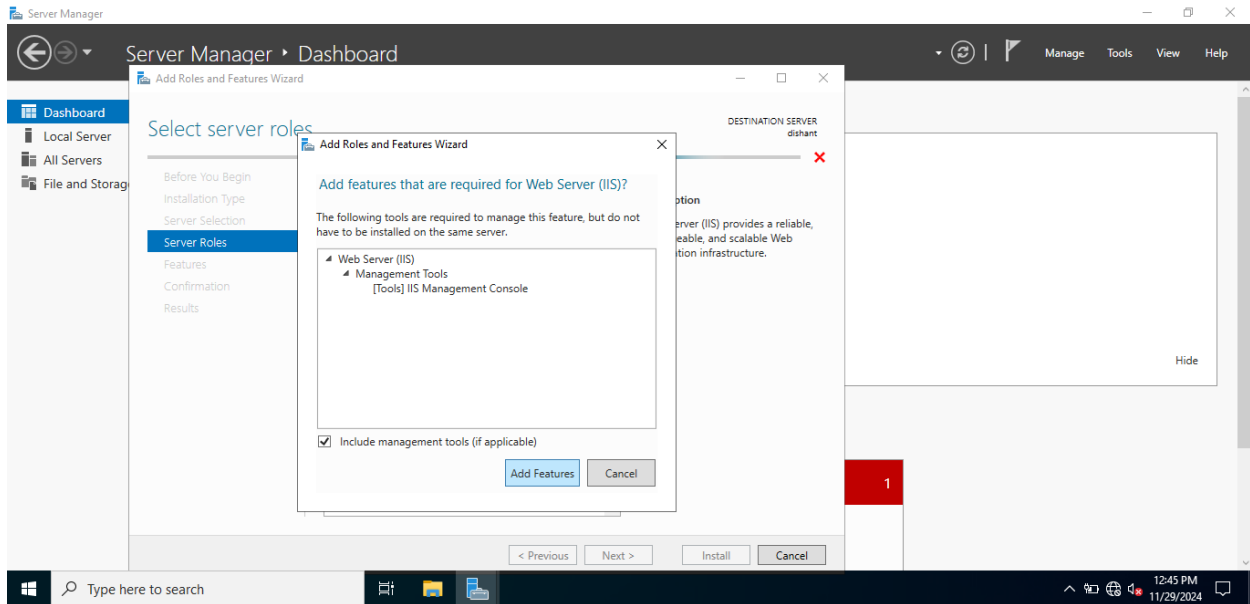 Server Manager
Server Manager • Dashboard
Manage Tools View Help
Add Roles and Features Wizard
Dashboard
Local Server
All Servers
File and Storag
Select server roles
DESTINATION SERVER
dishant
Before You Begin
Installation Type
Server Selection
Server Roles
Features
Confirmation
Results
Add Roles and Features Wizard
Add features that are required for Web Server (IIS)?
The following tools are required to manage this feature, but do not
have to be installed on the same server.
Web Server (IIS)
Management Tools
[Tools] IIS Management Console
Include management tools (if applicable)
Add Features Cancel
ption
erver (IIS) provides a reliable,
eable, and scalable Web
tion infrastructure.
Hide
1
< Previous Next > Install Cancel
Type here to search
12:45 PM
11/29/2024